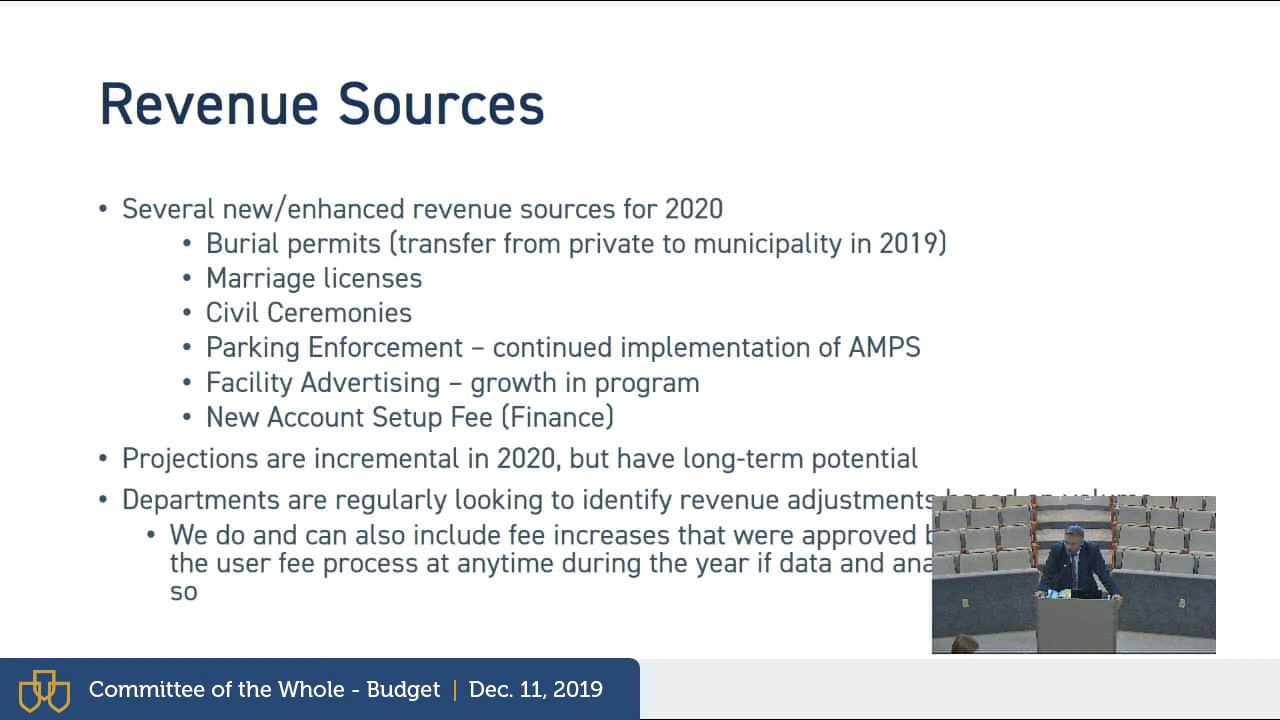 Revenue Sources
• Several new/enhanced revenue sources for 2020
• Burial permits (transfer from private to municipality in 2019)
• Marriage licenses
• Civil Ceremonies
• Parking Enforcement – continued implementation of AMPS
• Facility Advertising – growth in program
• New Account Setup Fee (Finance)
• Projections are incremental in 2020, but have long-term potential
• Departments are regularly looking to identify revenue adjustments
• We do and can also include fee increases that were approved
the user fee process at anytime during the year if data and
so
Committee of the Whole - Budget | Dec. 11, 2019